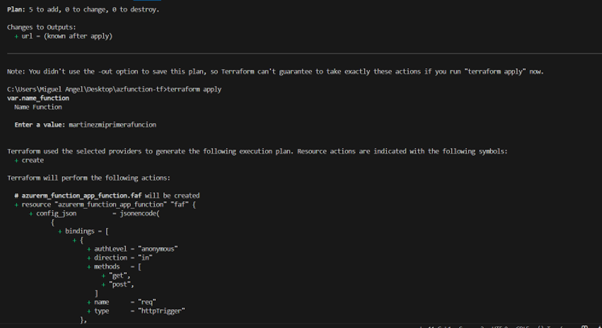 Plan: 5 to add, 0 to change, 0 to destroy.
Changes to Outputs:
+ url = (known after apply)
Note: You didn't use the -out option to save this plan, so Terraform can't guarantee to take exactly these actions if you run "terraform apply" now.
C:\Users\Miguel Angel\Desktop\azfunction-tf>terraform apply
var.name_function
Name Function
Enter a value: martinezmiprimerafuncion
Terraform used the selected providers to generate the following execution plan. Resource actions are indicated with the following symbols:
+ create
Terraform will perform the following actions:
# azurerm_function_app_function.faf will be created
+ resource "azurerm_function_app_function" "faf" {
+ config_json = jsonencode(
{
+ bindings = [
+ {
+ authLevel = "anonymous"
+ direction = "in"
+ methods = [
+ "get",
+ "post",
]
+ name = "req"
+ type = "httpTrigger"
},